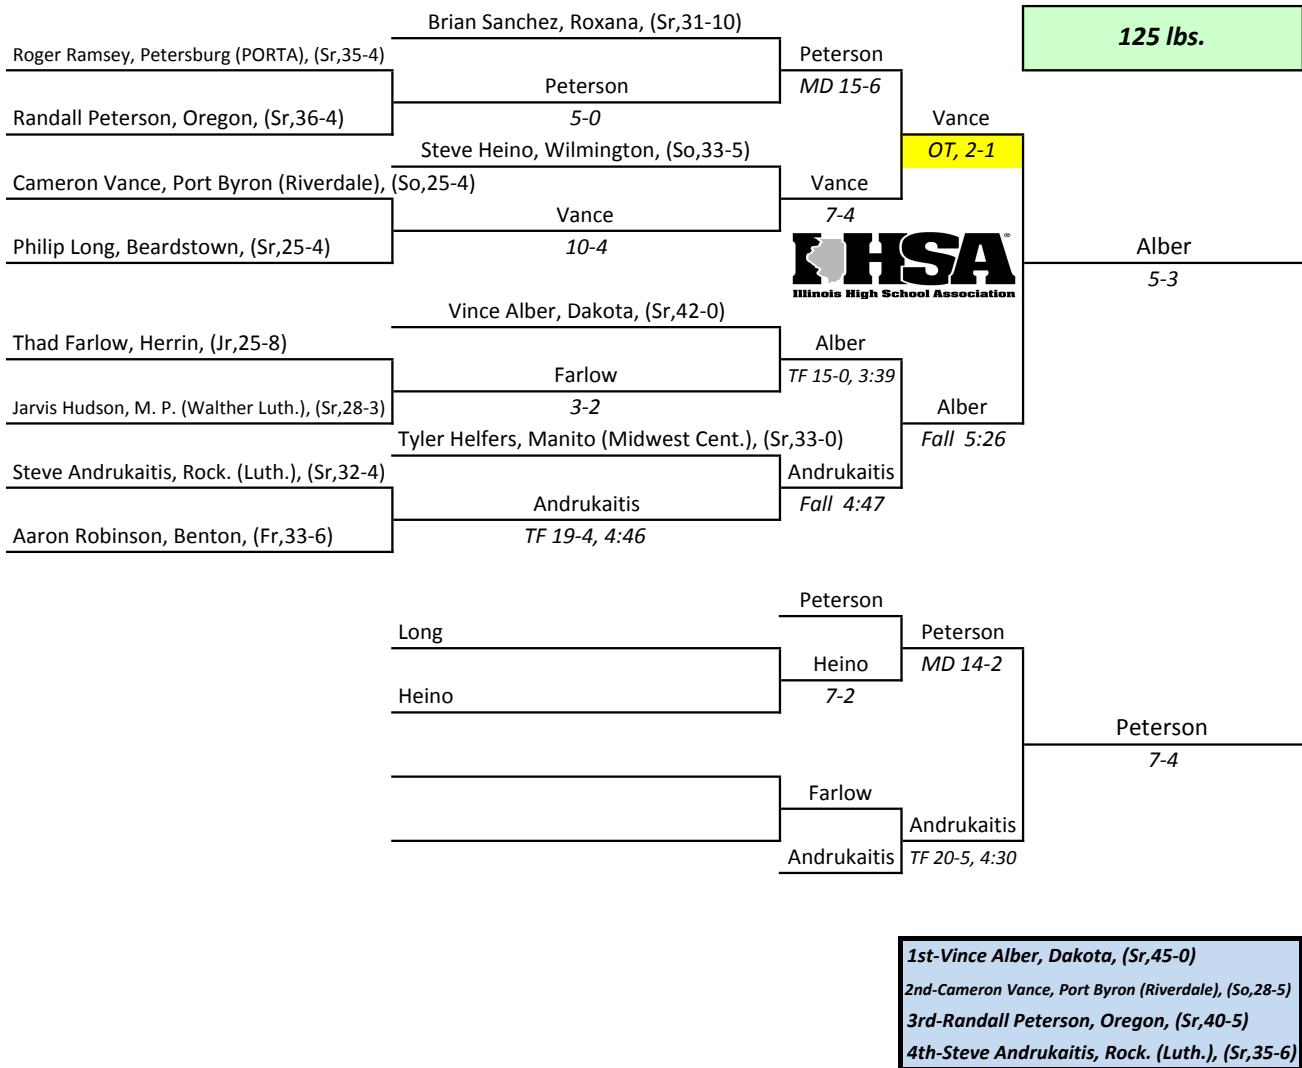 Brian Sanchez, Roxana, (Sr,31-10)
125 lbs.
Roger Ramsey, Petersburg (PORTA), (Sr,35-4)
Peterson
Peterson
MD 15-6
Randall Peterson, Oregon, (Sr,36-4)
5-0
Vance
Steve Heino, Wilmington, (So,33-5)
OT, 2-1
Cameron Vance, Port Byron (Riverdale), (So,25-4)
Vance
Vance
7-4
Philip Long, Beardstown, (Sr,25-4)
10-4
IHSA®
Illinois High School Association
Alber
5-3
Vince Alber, Dakota, (Sr,42-0)
Thad Farlow, Herrin, (Jr,25-8)
Alber
Farlow
TF 15-0, 3:39
Jarvis Hudson, M. P. (Walther Luth.), (Sr,28-3)
3-2
Alber
Tyler Helfers, Manito (Midwest Cent.), (Sr,33-0)
Fall 5:26
Steve Andrukaitis, Rock. (Luth.), (Sr,32-4)
Andrukaitis
Andrukaitis
Fall 4:47
Aaron Robinson, Benton, (Fr,33-6)
TF 19-4, 4:46
Peterson
Long
Peterson
Heino
MD 14-2
Heino
7-2
Peterson
7-4
Farlow
Andrukaitis
Andrukaitis
TF 20-5, 4:30
1st-Vince Alber, Dakota, (Sr,45-0)
2nd-Cameron Vance, Port Byron (Riverdale), (So,28-5)
3rd-Randall Peterson, Oregon, (Sr,40-5)
4th-Steve Andrukaitis, Rock. (Luth.), (Sr,35-6)